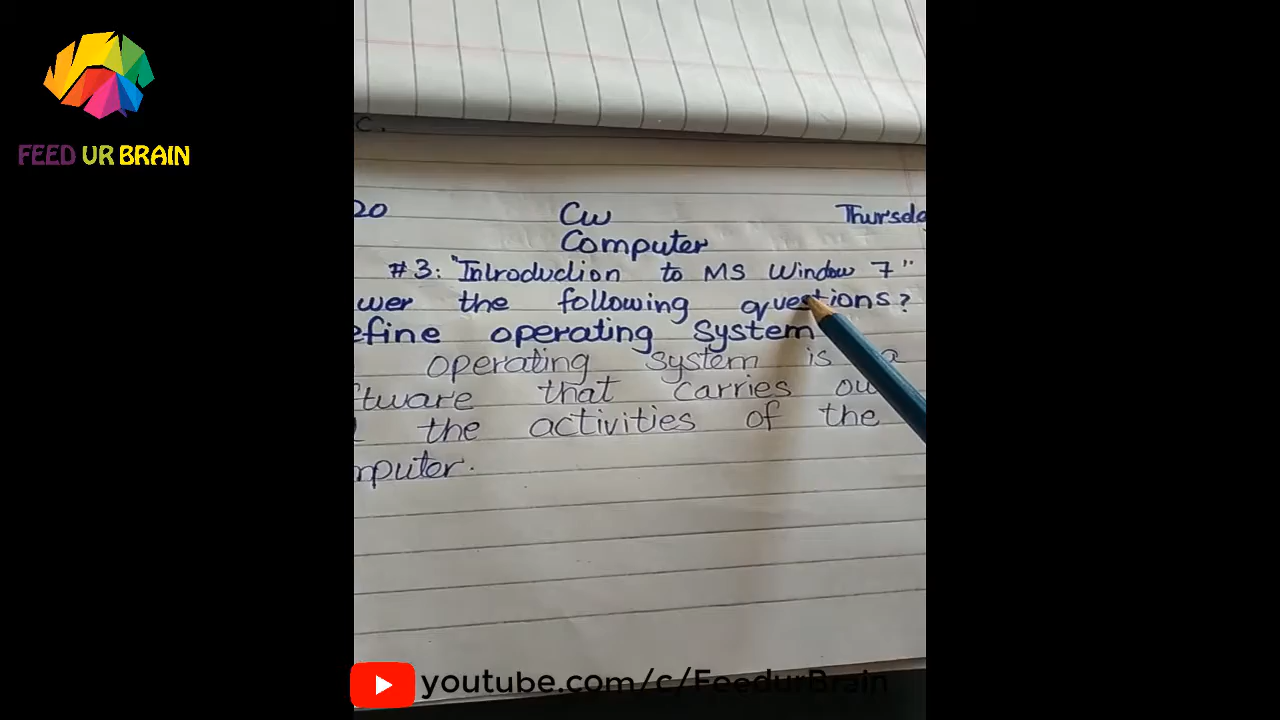 FEED UR BRAIN
c.
20 Cw Thursda
Computer
#3: "Introduction to MS Window 7"
wer the following questions?
efine operating System
operating system is a
ftware that carries ou
the activities of the
mputer.
youtube.com/c/FeedurBrain